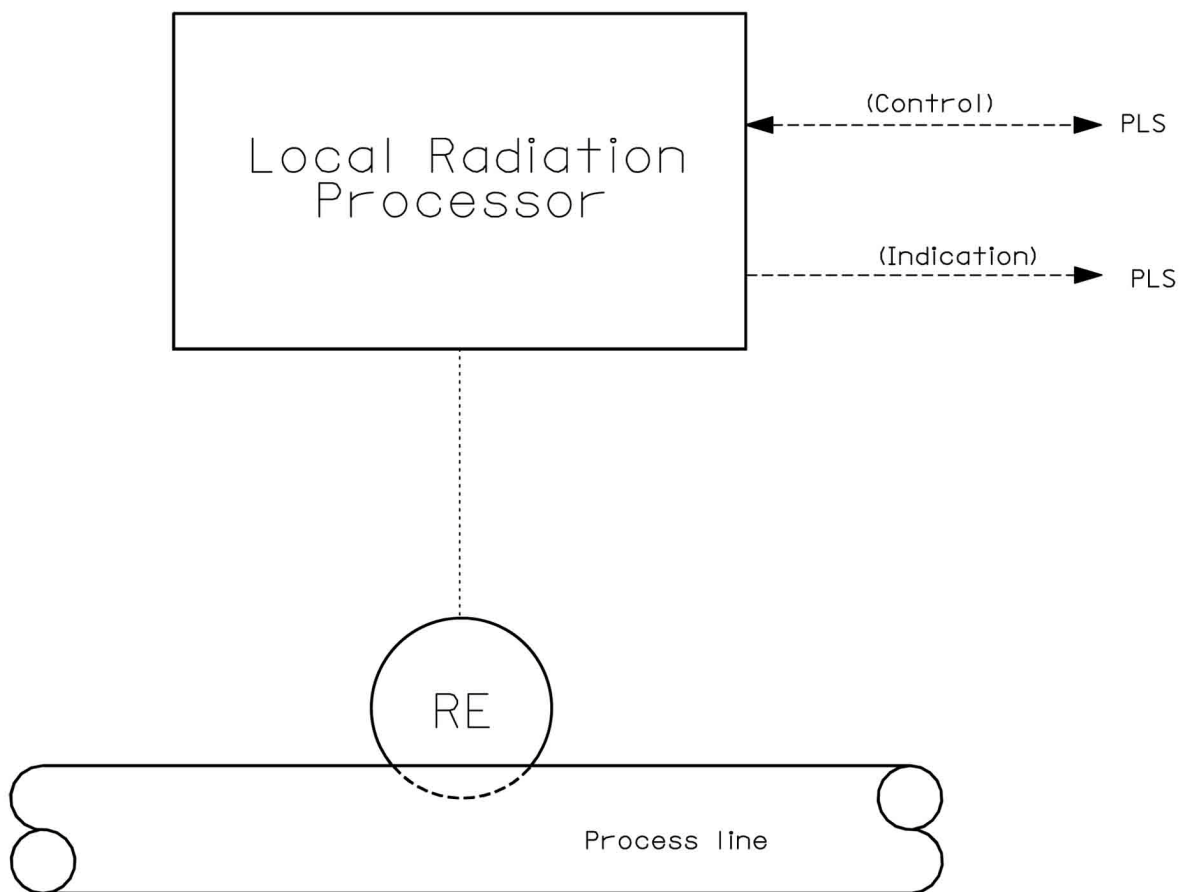 (Control)
PLS
Local Radiation
Processor
(Indication)
PLS
RE
Process line